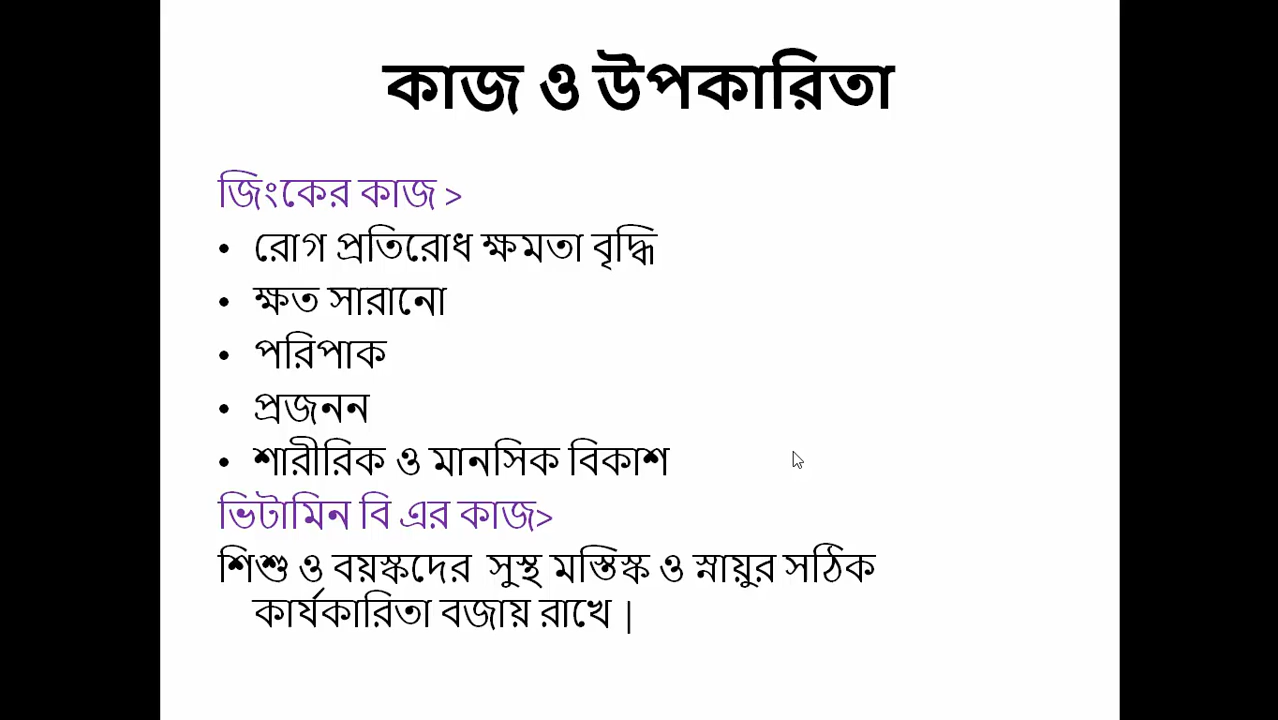 কাজ ও উপকারিতা
জিংকের কাজ >
• রোগ প্রতিরোধ ক্ষমতা বৃদ্ধি
• ক্ষত সারানো
• পরিপাক
• প্রজনন
• শারীরিক ও মানসিক বিকাশ
ভিটামিন বি এর কাজ>
শিশু ও বয়স্কদের সুস্থ মস্তিস্ক ও স্নায়ুর সঠিক
কার্যকারিতা বজায় রাখে |